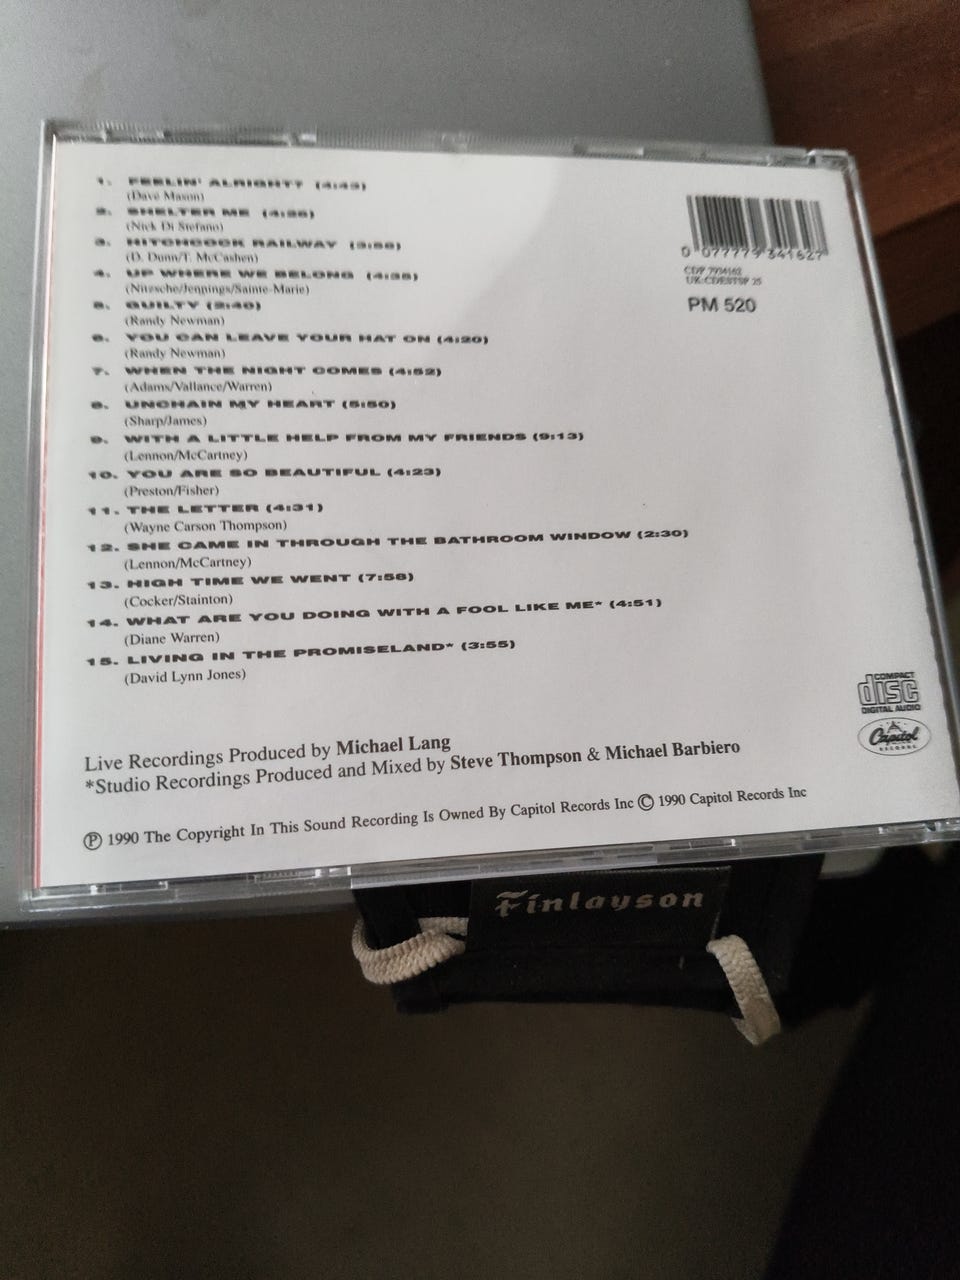 1. FEELIN' ALRIGHT? (4:43)
(Dave Mason)
2. SHELTER ME (4:26)
(Nick Di Stefano)
3. HITCHCOCK RAILWAY (3:56)
(D. Dunn/T. McCashen)
4. UP WHERE WE BELONG (4:35)
(Nitzsche/Jennings/Sainte-Marie)
5. GUILTY (2:40)
(Randy Newman)
6. YOU CAN LEAVE YOUR HAT ON (4:20)
(Randy Newman)
7. WHEN THE NIGHT COMES (4:52)
(Adams/Vallance/Warren)
8. UNCHAIN MY HEART (5:50)
(Sharp/James)
9. WITH A LITTLE HELP FROM MY FRIENDS (9:13)
(Lennon/McCartney)
10. YOU ARE SO BEAUTIFUL (4:23)
(Preston/Fisher)
11. THE LETTER (4:31)
(Wayne Carson Thompson)
12. SHE CAME IN THROUGH THE BATHROOM WINDOW (2:30)
(Lennon/McCartney)
13. HIGH TIME WE WENT (7:58)
(Cocker/Stainton)
14. WHAT ARE YOU DOING WITH A FOOL LIKE ME* (4:51)
(Diane Warren)
15. LIVING IN THE PROMISELAND* (3:55)
(David Lynn Jones)
0 077779 341627
CDP 7934162
UK:CDESTSP 25
PM 520
COMPACT
disc
DIGITAL AUDIO
Capitol
RECORDS
Live Recordings Produced by Michael Lang
*Studio Recordings Produced and Mixed by Steve Thompson & Michael Barbiero
℗ 1990 The Copyright In This Sound Recording Is Owned By Capitol Records Inc © 1990 Capitol Records Inc
Finlayson